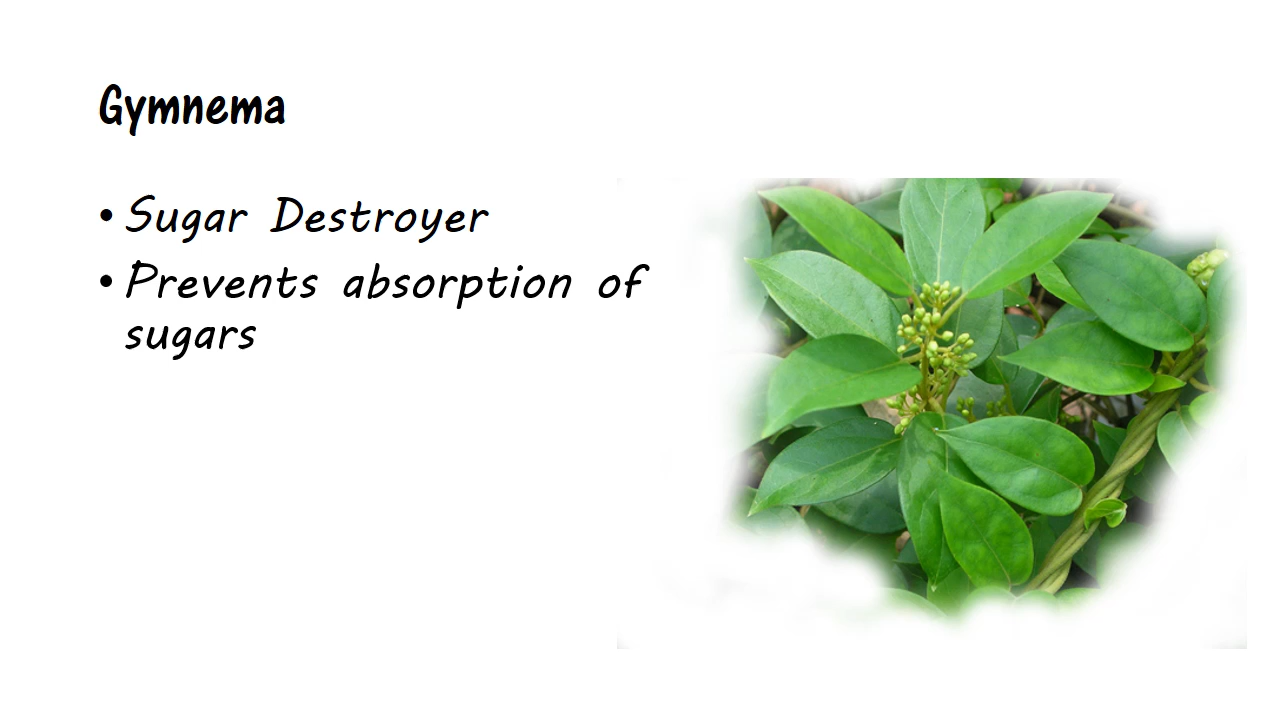 Gymnema
• Sugar Destroyer
• Prevents absorption of
sugars